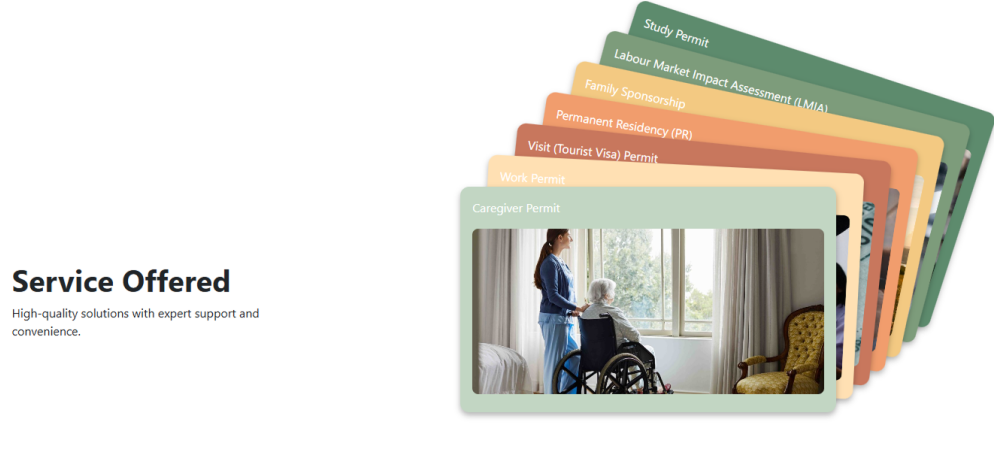 Study Permit
Labour Market Impact Assessment (LMIA)
Family Sponsorship
Permanent Residency (PR)
Visit (Tourist Visa) Permit
Work Permit
Caregiver Permit
Service Offered
High-quality solutions with expert support and
convenience.